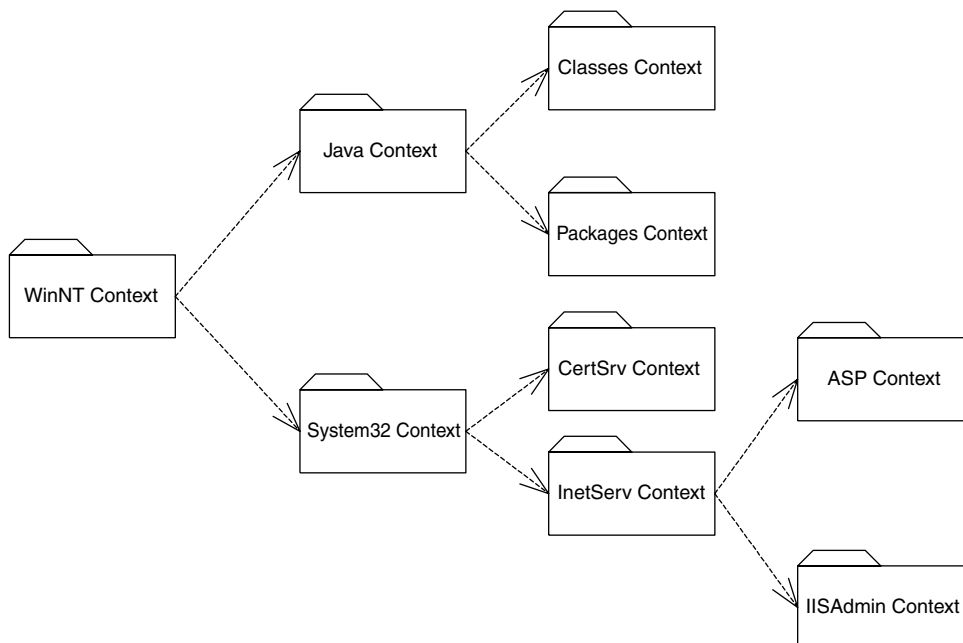 Classes Context
Java Context
Packages Context
WinNT Context
CertSrv Context
ASP Context
System32 Context
InetServ Context
IISAdmin Context